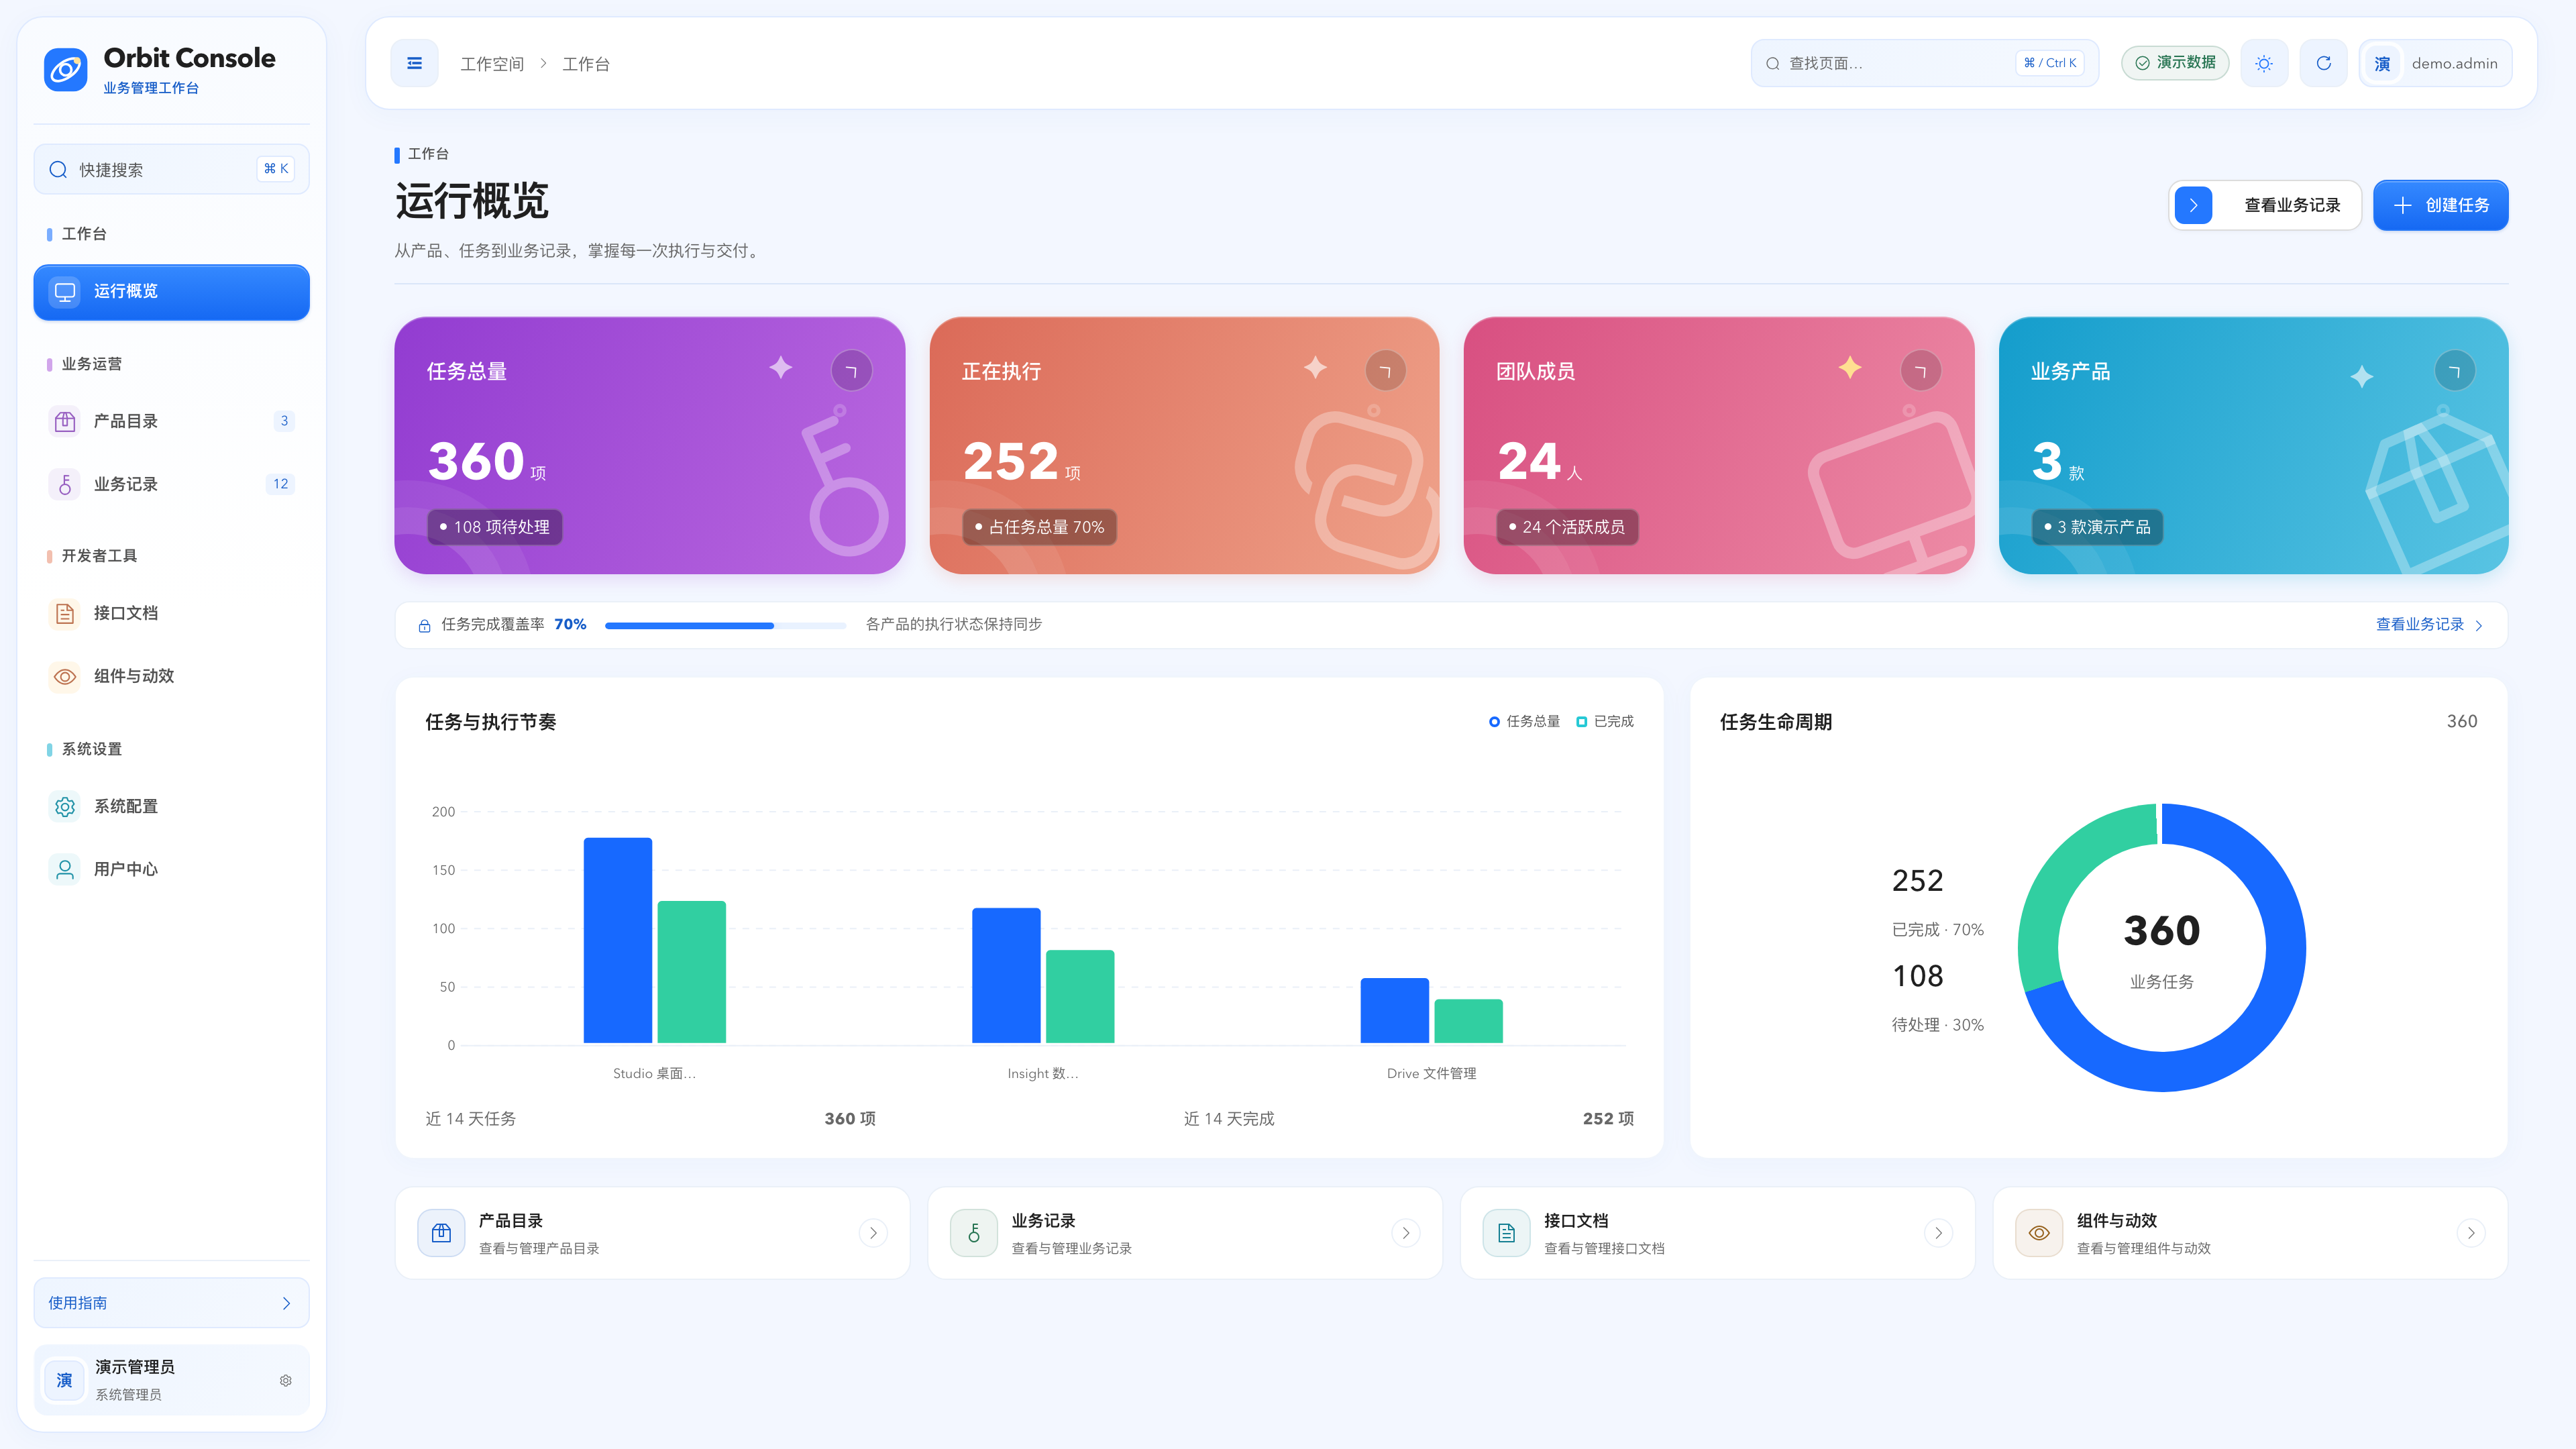 Orbit Console
业务管理工作台
快捷搜索
⌘ K
工作台
运行概览
业务运营
产品目录
3
业务记录
12
开发者工具
接口文档
组件与动效
系统设置
系统配置
用户中心
使用指南
演
演示管理员
系统管理员
工作空间
工作台
查找页面...
⌘ / Ctrl K
演示数据
演
demo.admin
工作台
运行概览
从产品、任务到业务记录，掌握每一次执行与交付。
查看业务记录
创建任务
任务总量
360 项
108 项待处理
正在执行
252 项
占任务总量 70%
团队成员
24 人
24 个活跃成员
业务产品
3 款
3 款演示产品
任务完成覆盖率 70%
各产品的执行状态保持同步
查看业务记录
任务与执行节奏
任务总量
已完成
200
150
100
50
0
Studio 桌面...
Insight 数...
Drive 文件管理
近 14 天任务
360 项
近 14 天完成
252 项
任务生命周期
360
252
已完成 · 70%
108
待处理 · 30%
360
业务任务
产品目录
查看与管理产品目录
业务记录
查看与管理业务记录
接口文档
查看与管理接口文档
组件与动效
查看与管理组件与动效